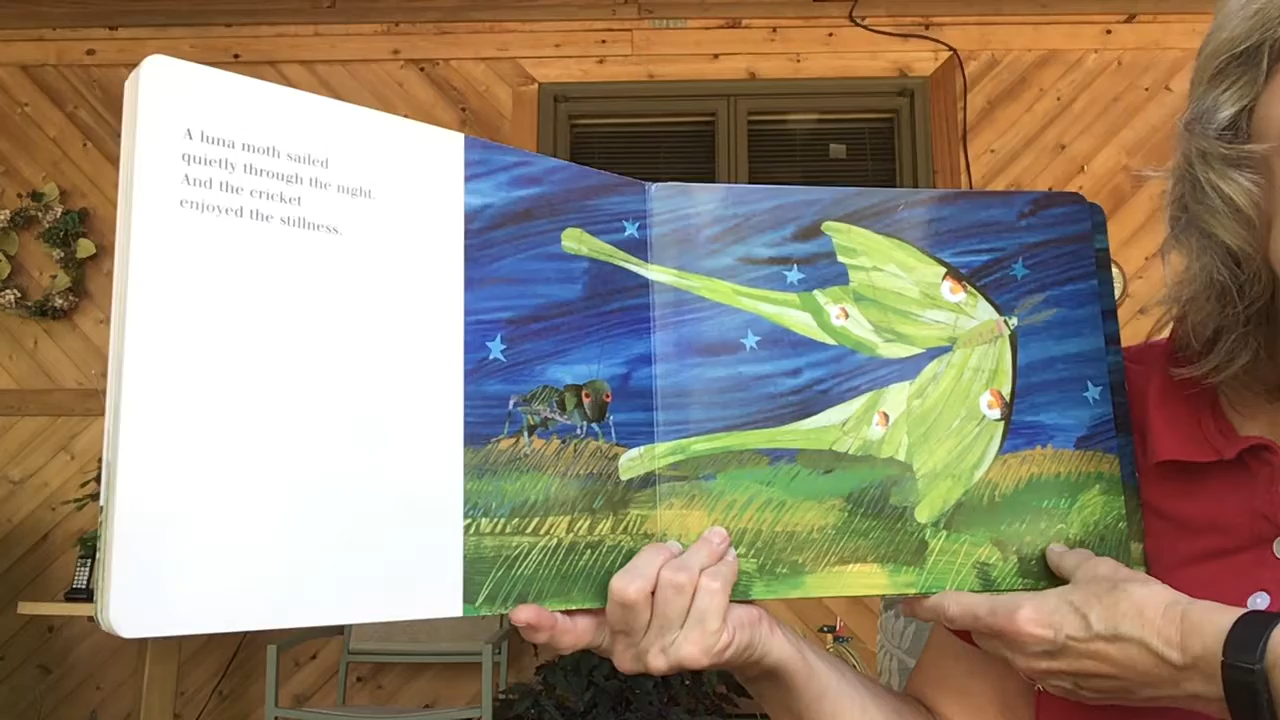 A luna moth sailed
quietly through the night.
And the cricket
enjoyed the stillness.